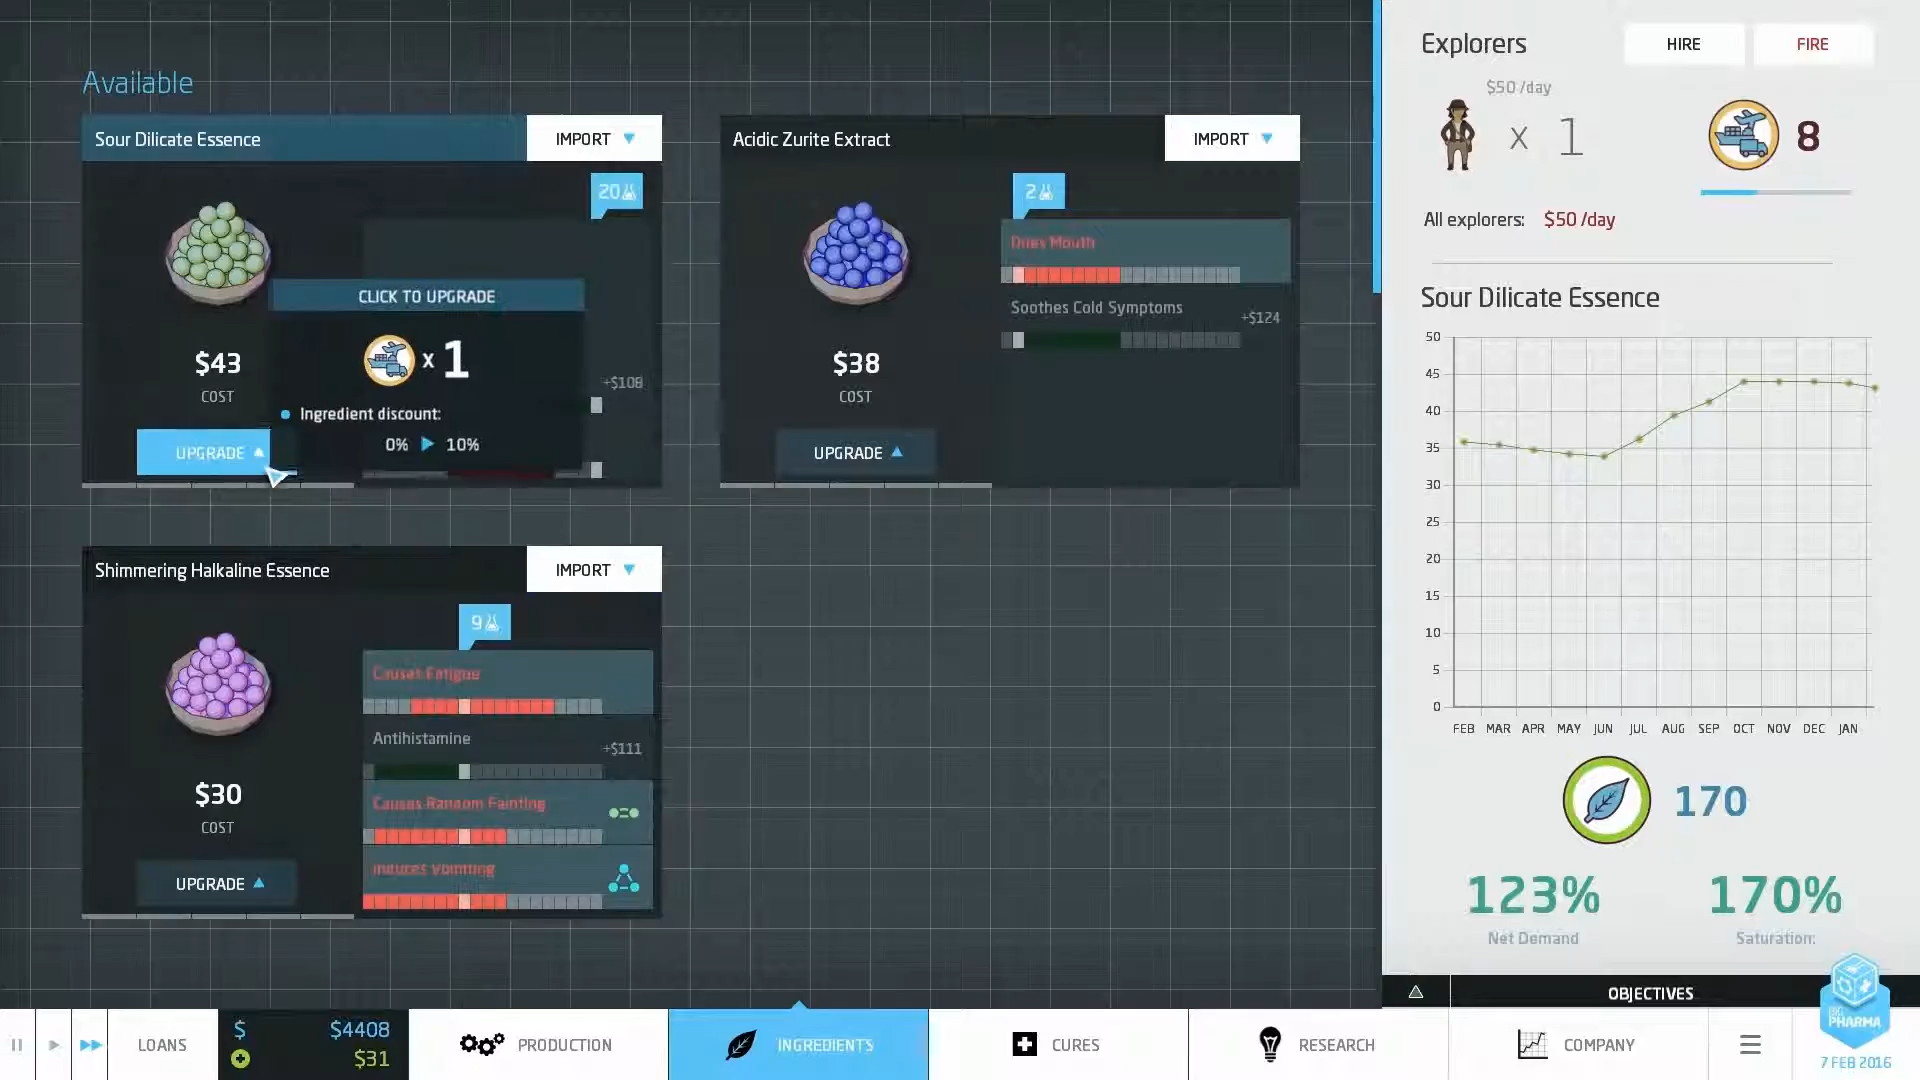 Available
Sour Dilicate Essence
IMPORT
20
$43
COST
UPGRADE
CLICK TO UPGRADE
x 1
Ingredient discount:
0% 10%
+$108
Acidic Zurite Extract
IMPORT
2
Dries Mouth
Soothes Cold Symptoms
+$124
$38
COST
UPGRADE
Shimmering Halkaline Essence
IMPORT
9
Causes Fatigue
Antihistamine
+$111
Causes Random Fainting
Induces Vomiting
$30
COST
UPGRADE
Explorers
HIRE
FIRE
$50 /day
x 1
8
All explorers: $50 /day
Sour Dilicate Essence
50
45
40
35
30
25
20
15
10
5
0
FEB MAR APR MAY JUN JUL AUG SEP OCT NOV DEC JAN
170
123%
Net Demand
170%
Saturation:
OBJECTIVES
BIG
PHARMA
7 FEB 2016
LOANS
$ $4408
$31
PRODUCTION
INGREDIENTS
CURES
RESEARCH
COMPANY